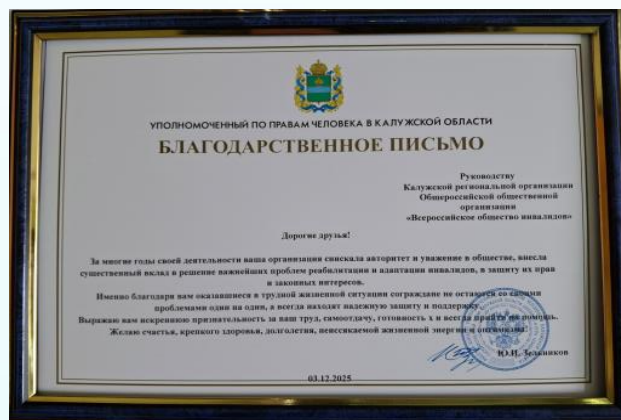 УПОЛНОМОЧЕННЫЙ ПО ПРАВАМ ЧЕЛОВЕКА В КАЛУЖСКОЙ ОБЛАСТИ
БЛАГОДАРСТВЕННОЕ ПИСЬМО
Руководству
Калужской региональной организации
Общероссийской общественной
организации
«Всероссийское общество инвалидов»
Дорогие друзья!
За многие годы своей деятельности ваша организация снискала авторитет и уважение в обществе, внесла
существенный вклад в решение важнейших проблем реабилитации и адаптации инвалидов, в защиту их прав
и законных интересов.
Именно благодаря вам оказавшиеся в трудной жизненной ситуации сограждане не остаются со своими
проблемами один на один, а всегда находят надежную защиту и поддержку.
Выражаю вам искреннюю признательность за ваш труд, самоотдачу, готовность х и всегда прийти на помощь.
Желаю счастья, крепкого здоровья, долголетия, неиссякаемой жизненной энергии и оптимизма!
Ю.И. Зельников
03.12.2025